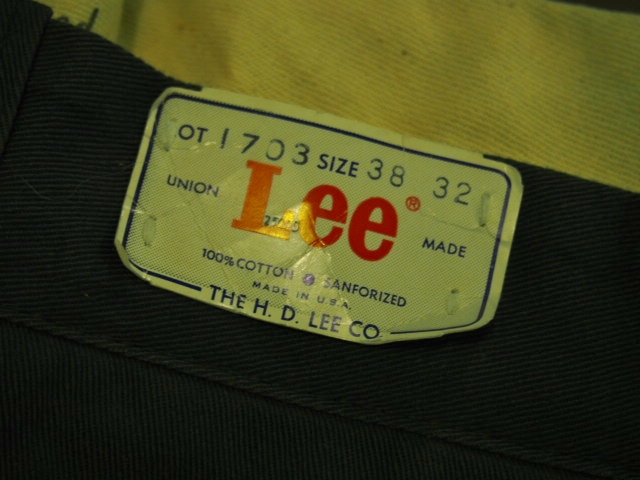 OT 1703 SIZE 38 32
UNION Lee® MADE
100% COTTON SANFORIZED
MADE IN U.S.A.
THE H. D. LEE CO.